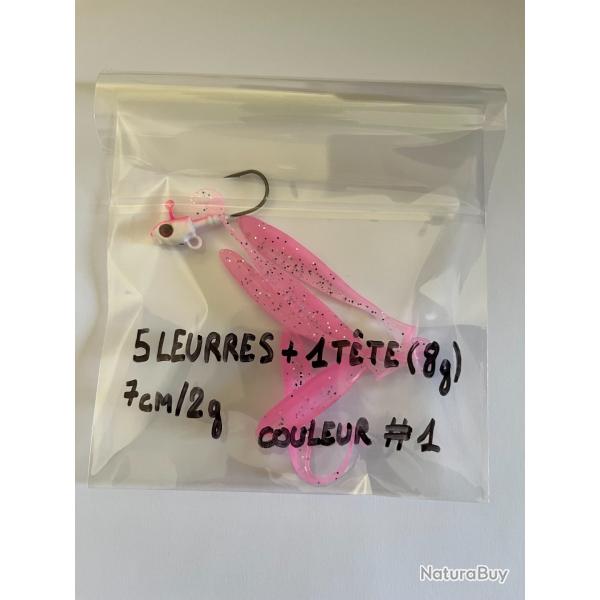 5 LEURRES + 1 TÊTE (8g)
7cm/2g
COULEUR #1
NaturaBuy